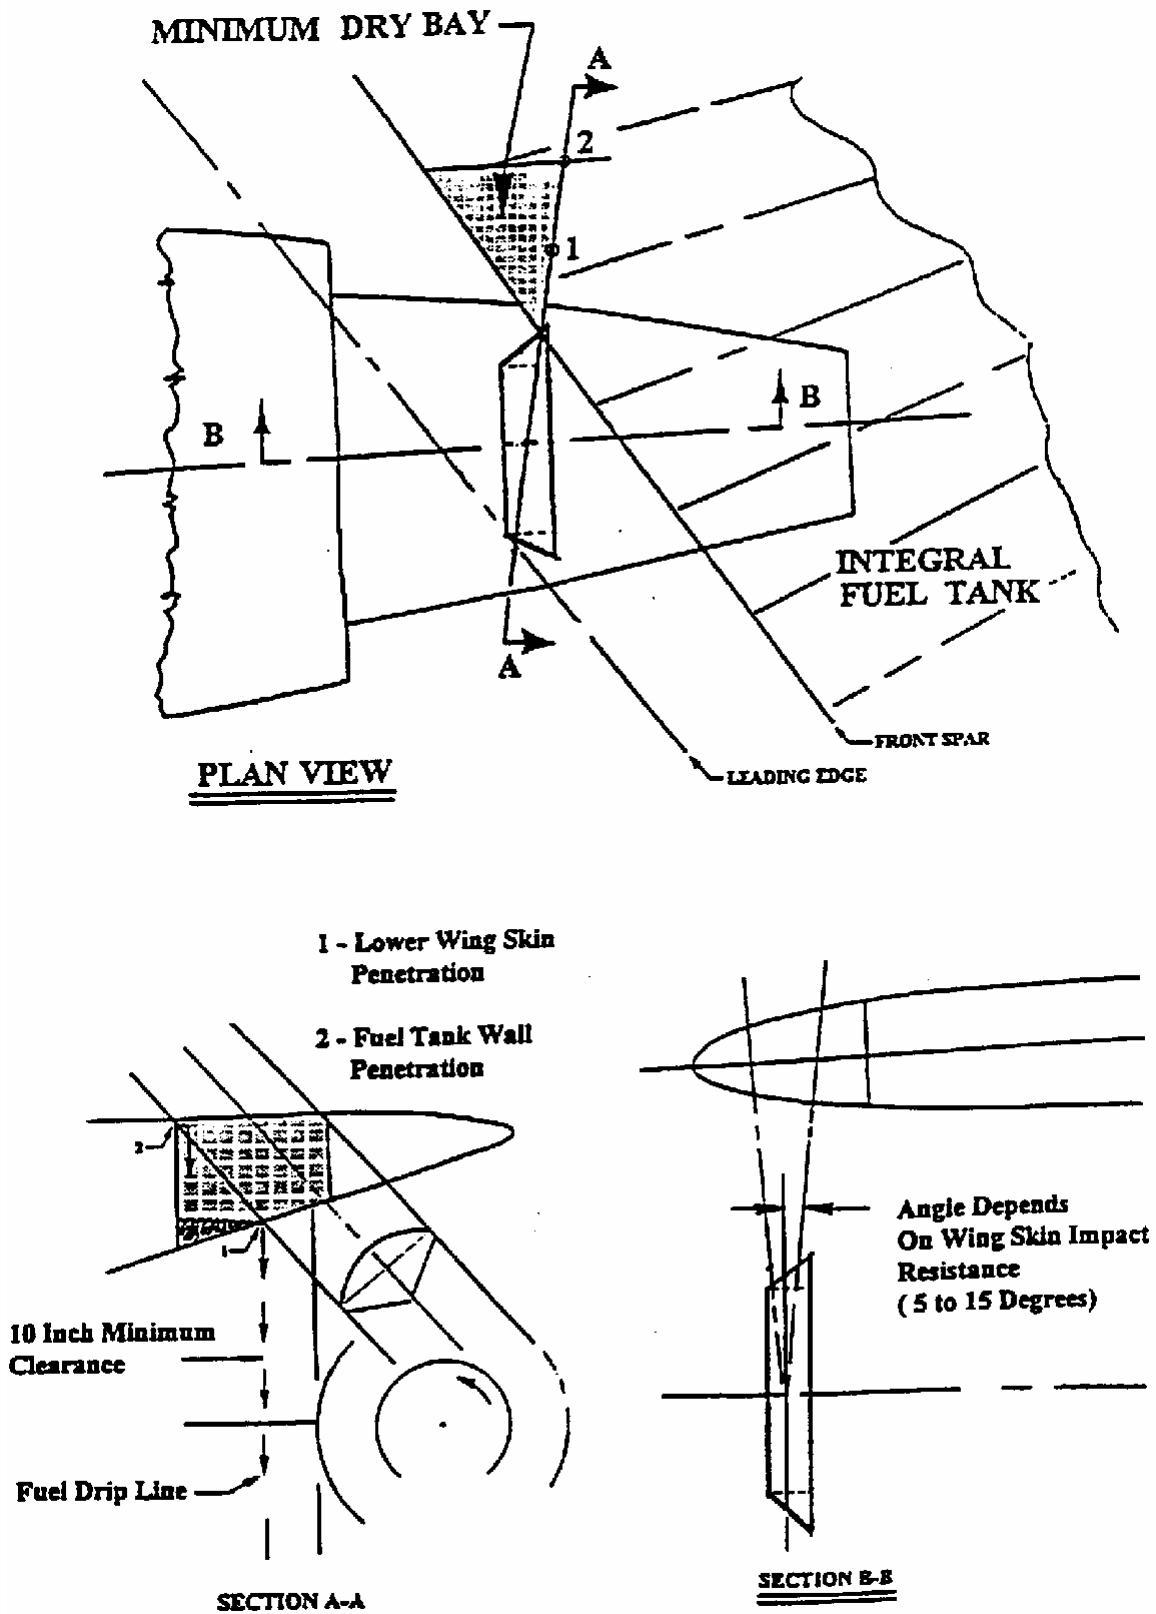 MINIMUM DRY BAY
A
2
1
B
B
INTEGRAL
FUEL TANK
A
FRONT SPAR
LEADING EDGE
PLAN VIEW
1 - Lower Wing Skin
Penetration
2 - Fuel Tank Wall
Penetration
2
1
Angle Depends
On Wing Skin Impact
Resistance
( 5 to 15 Degrees)
10 Inch Minimum
Clearance
Fuel Drip Line
SECTION A-A
SECTION B-B